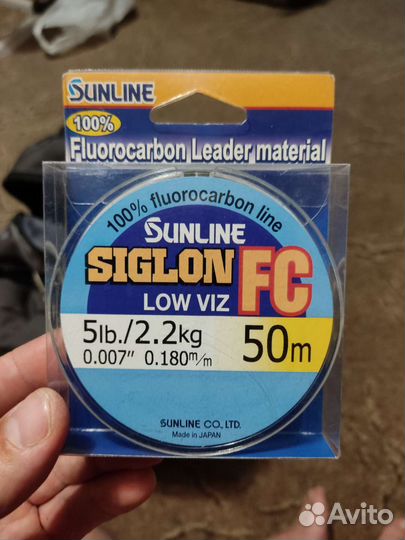 SUNLINE
100%
Fluorocarbon Leader material
100% fluorocarbon line
SUNLINE
SIGLON FC
LOW VIZ
5lb./2.2kg
0.007" 0.180m/m
50m
SUNLINE CO., LTD.
Made in JAPAN
Avito